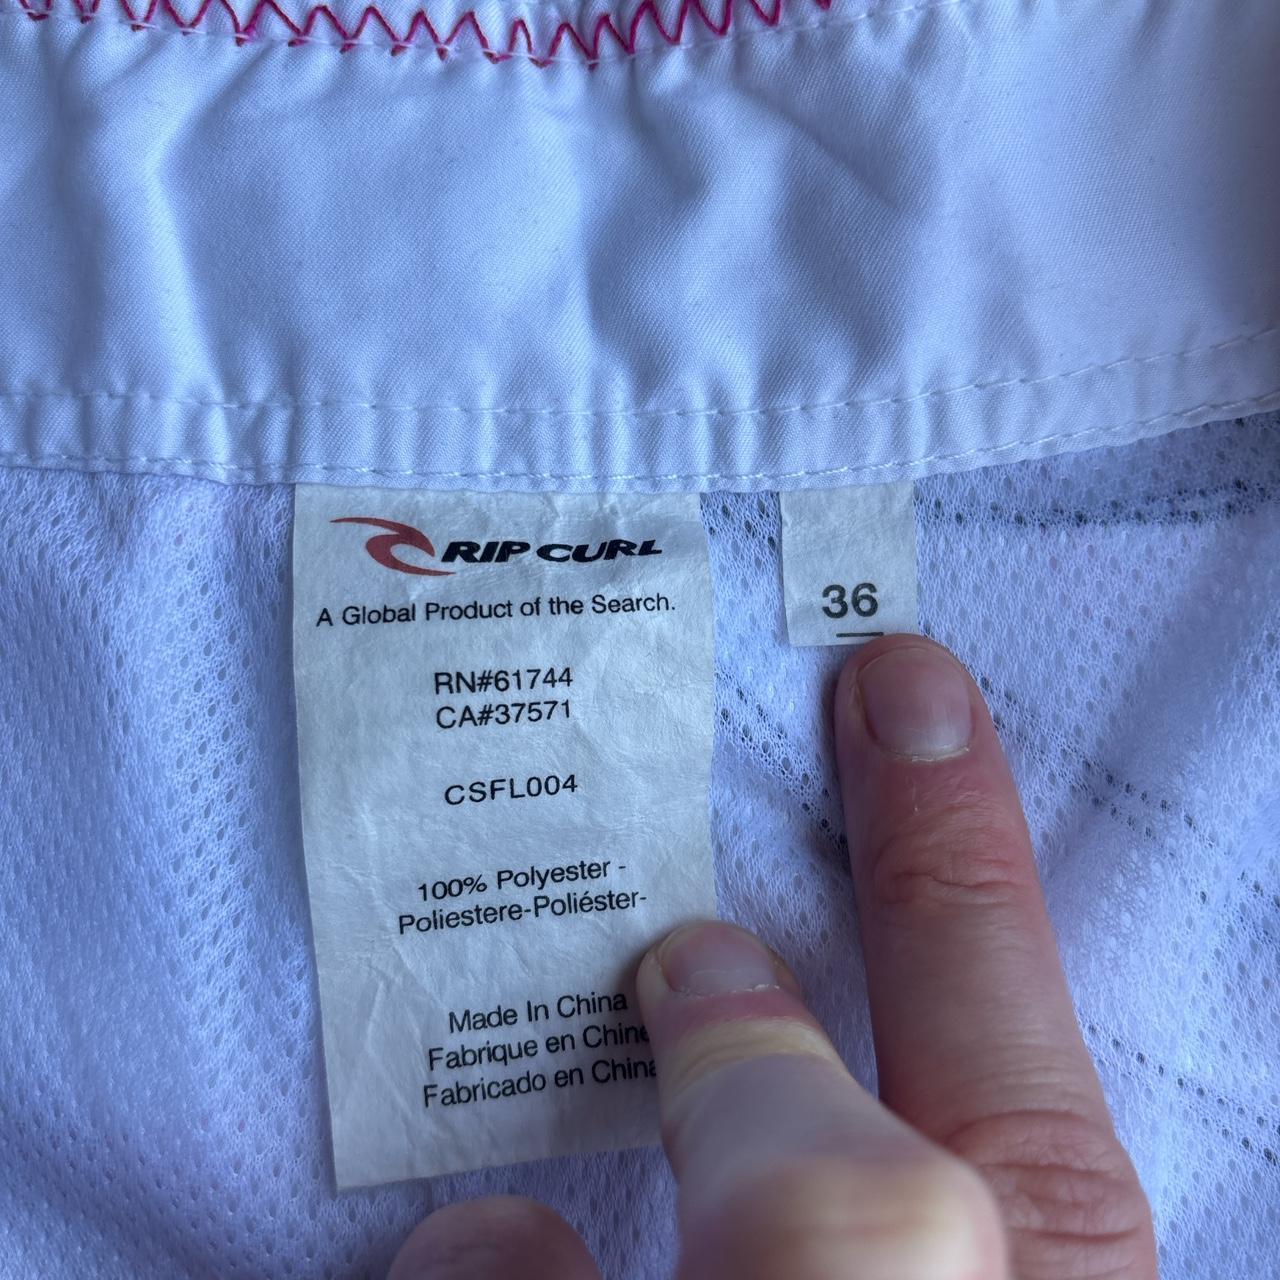 RIP CURL
A Global Product of the Search.
RN#61744
CA#37571
CSFL004
100% Polyester -
Poliestere-Poliéster-
Made In China
Fabrique en Chine
Fabricado en China
36